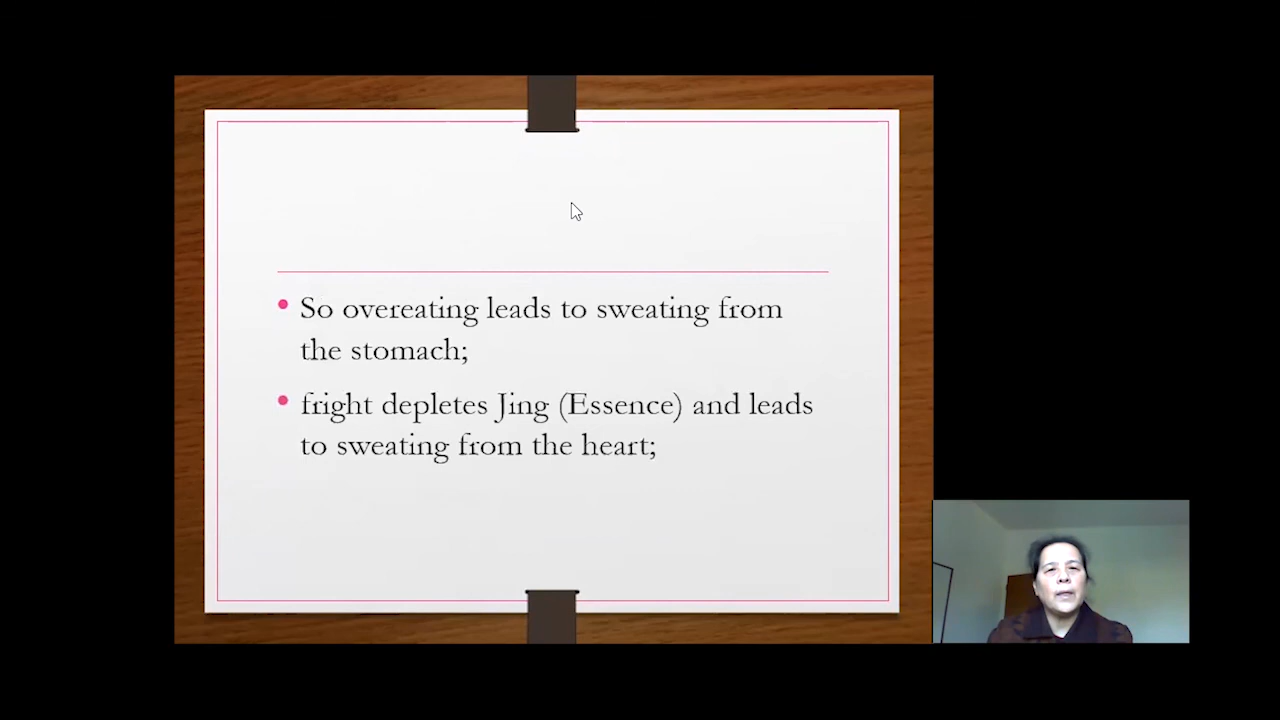 So overeating leads to sweating from
the stomach;
fright depletes Jing (Essence) and leads
to sweating from the heart;